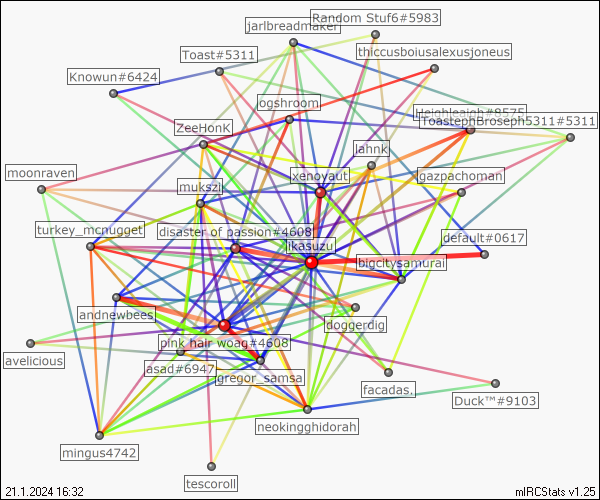 Random Stuf6#5983
jarlbreadmaker
Toast#5311
thiccusboiusalexusjoneus
Knowun#6424
ogshroom
Heighleigh#8575
ToastephBroseph5311#5311
ZeeHonK
lahnk
moonraven
xenoyaut
gazpachoman
mukszi
turkey_mcnugget
disaster of passion#4608
jkasuzu
default#0617
bigcitysamurai
andnewbees
doggerdig
pink hair woag#4608
avelicious
asad#6947
gregor_samsa
facadas.
Duck™#9103
neokingghidorah
mingus4742
tescoroll
21.1.2024 16:32
mIRCStats v1.25